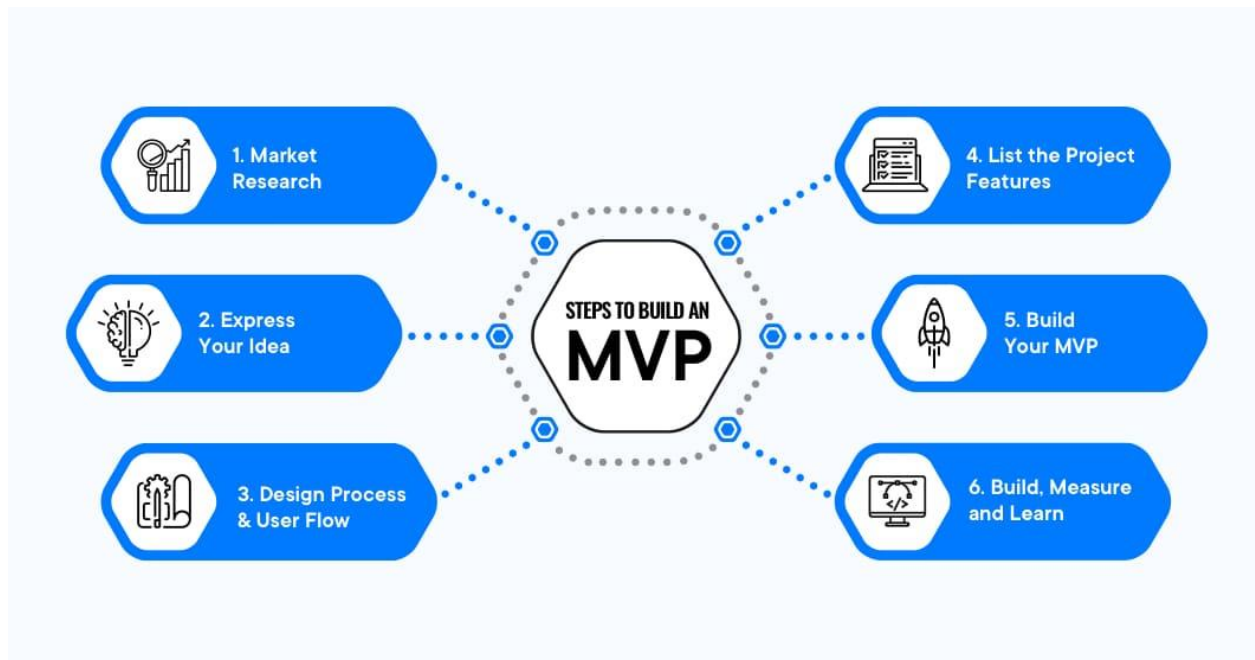 STEPS TO BUILD AN
MVP
1. Market
Research
2. Express
Your Idea
3. Design Process
& User Flow
4. List the Project
Features
5. Build
Your MVP
6. Build, Measure
and Learn